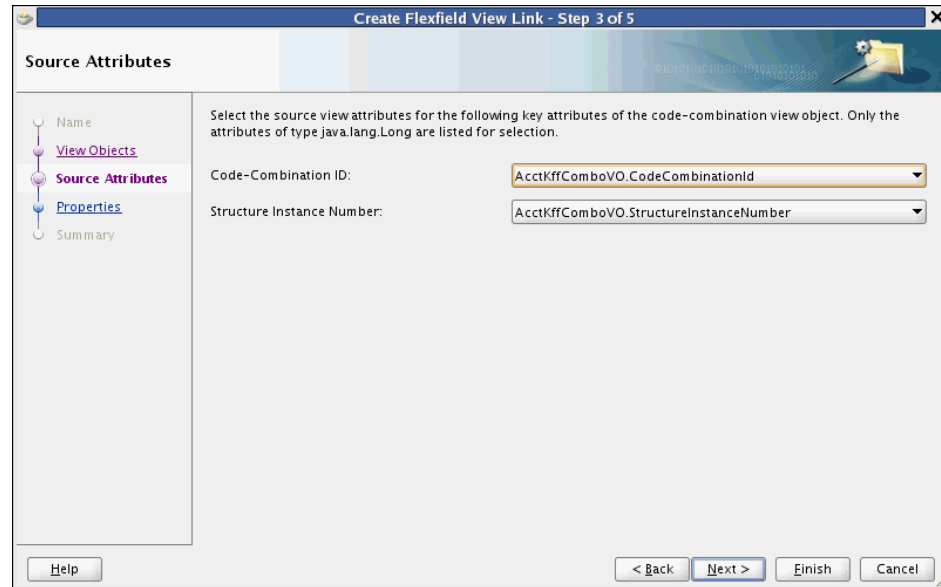 Create Flexfield View Link - Step 3 of 5
Source Attributes
Name
View Objects
Source Attributes
Properties
Summary
Select the source view attributes for the following key attributes of the code-combination view object. Only the
attributes of type java.lang.Long are listed for selection.
Code-Combination ID:
AcctKffComboVO.CodeCombinationId
Structure Instance Number:
AcctKffComboVO.StructureInstanceNumber
Help
< Back
Next >
Finish
Cancel